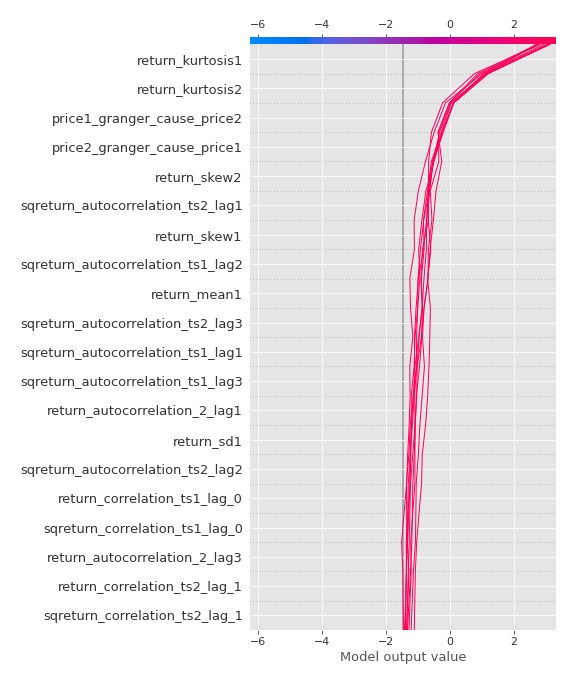 −6 −4 −2 0 2
return_kurtosis1
return_kurtosis2
price1_granger_cause_price2
price2_granger_cause_price1
return_skew2
sqreturn_autocorrelation_ts2_lag1
return_skew1
sqreturn_autocorrelation_ts1_lag2
return_mean1
sqreturn_autocorrelation_ts2_lag3
sqreturn_autocorrelation_ts1_lag1
sqreturn_autocorrelation_ts1_lag3
return_autocorrelation_2_lag1
return_sd1
sqreturn_autocorrelation_ts2_lag2
return_correlation_ts1_lag_0
sqreturn_correlation_ts1_lag_0
return_autocorrelation_2_lag3
return_correlation_ts2_lag_1
sqreturn_correlation_ts2_lag_1
−6 −4 −2 0 2
Model output value